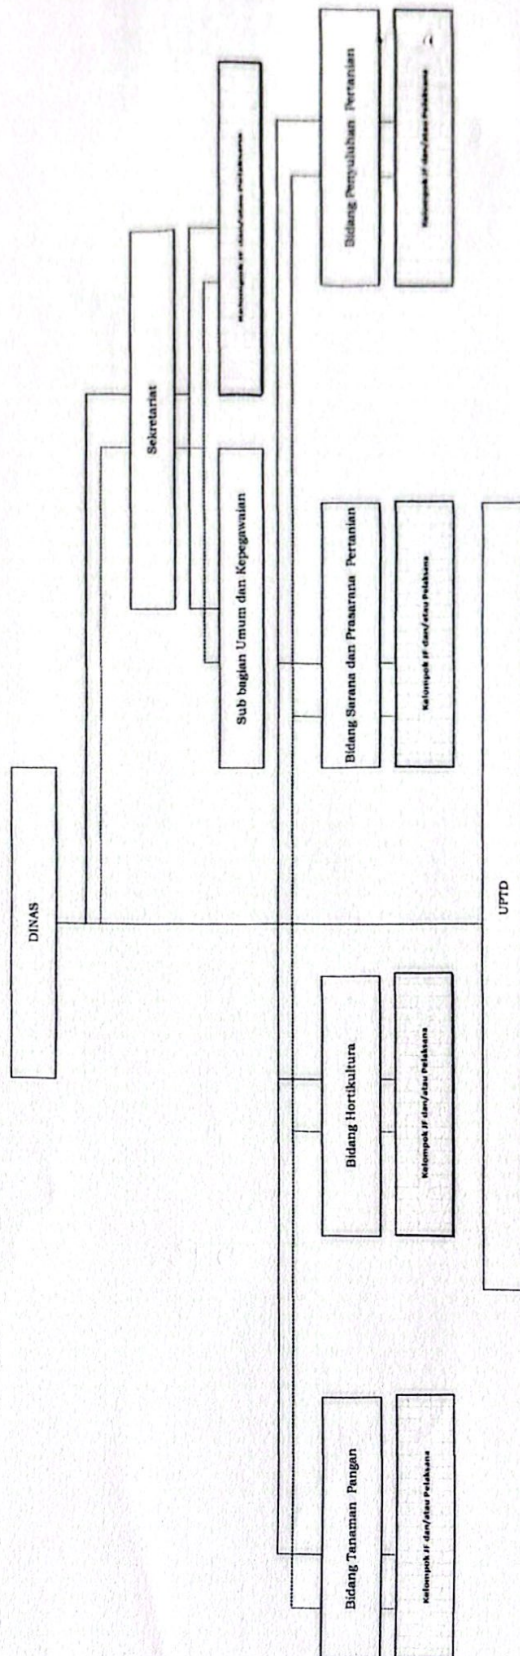 DINAS
Sekretariat
Sub bagian Umum dan Kepegawaian
Kelompok JF dan/atau Pelaksana
Bidang Tanaman Pangan
Bidang Hortikultura
Bidang Sarana dan Prasarana Pertanian
Bidang Penyuluhan Pertanian
Kelompok JF dan/atau Pelaksana
Kelompok JF dan/atau Pelaksana
Kelompok JF dan/atau Pelaksana
Kelompok JF dan/atau Pelaksana
UPTD